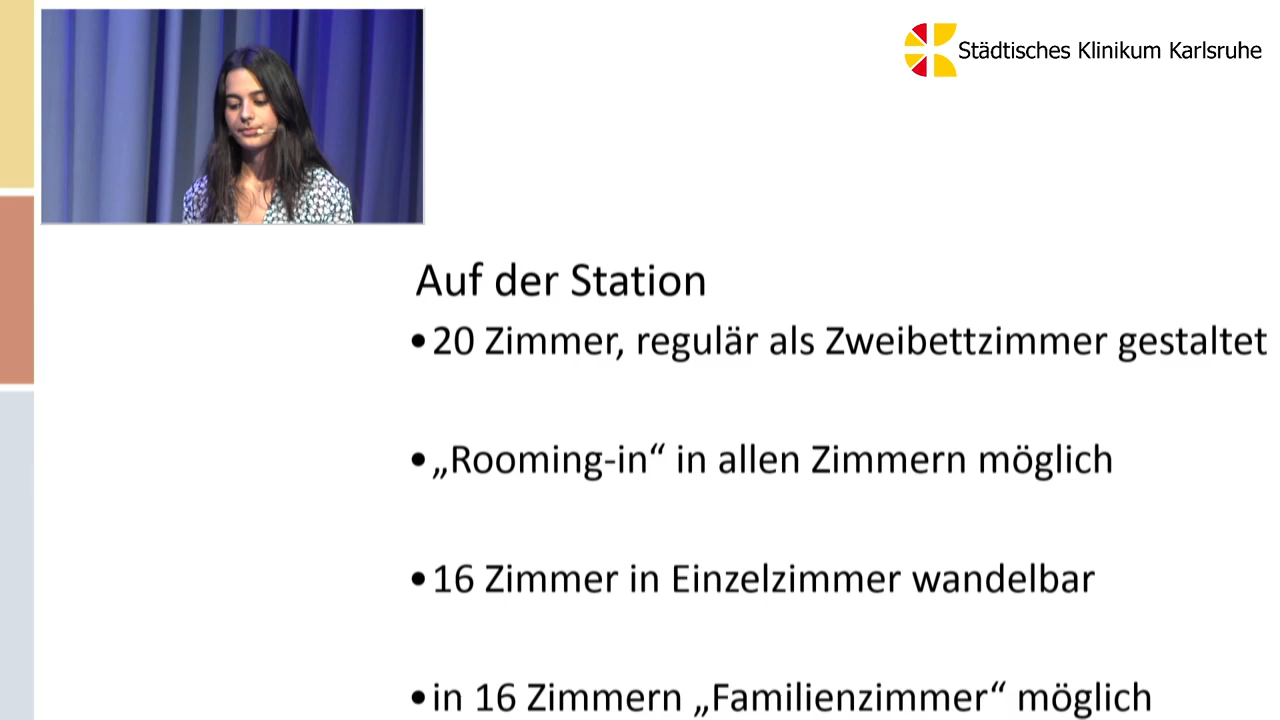 Städtisches Klinikum Karlsruhe
Auf der Station
•20 Zimmer, regulär als Zweibettzimmer gestaltet
•„Rooming-in“ in allen Zimmern möglich
•16 Zimmer in Einzelzimmer wandelbar
•in 16 Zimmern „Familienzimmer“ möglich